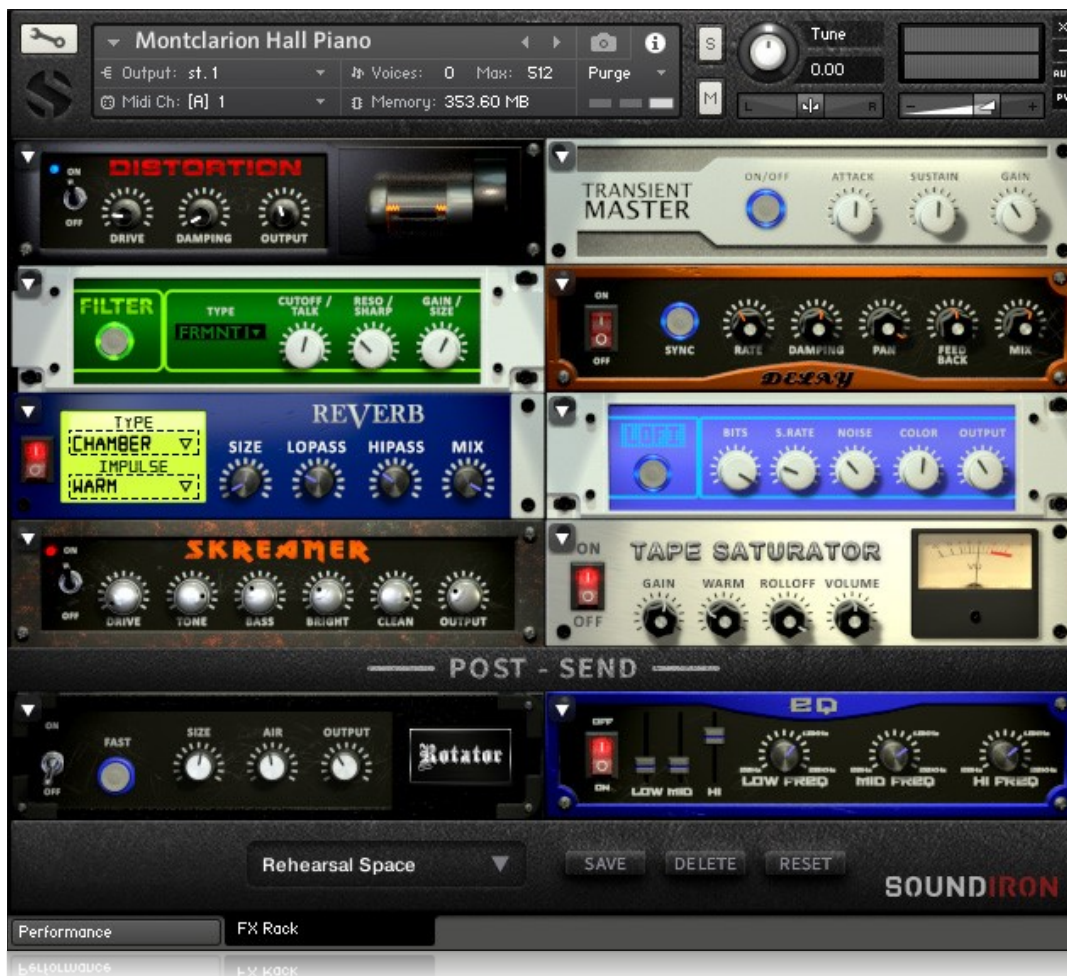 Montclarion Hall Piano
Output: st.1
Voices: 0 Max: 512
Purge
Midi Ch: [A] 1
Memory: 353.60 MB
S
M
Tune
0.00
L R
- +
AU
PV
DISTORTION
ON
OFF
DRIVE DAMPING OUTPUT
TRANSIENT
MASTER
ON/OFF ATTACK SUSTAIN GAIN
FILTER
TYPE
FRMNT I
CUTOFF /
TALK
RESO /
SHARP
GAIN /
SIZE
ON
OFF
SYNC RATE DAMPING PAN FEED
BACK MIX
DELAY
TYPE
CHAMBER
IMPULSE
WARM
REVERB
SIZE LOPASS HIPASS MIX
LOFI
BITS S.RATE NOISE COLOR OUTPUT
SKREAMER
ON
OFF
DRIVE TONE BASS BRIGHT CLEAN OUTPUT
ON
OFF
TAPE SATURATOR
GAIN WARM ROLLOFF VOLUME
VU
POST - SEND
ON
OFF
FAST SIZE AIR OUTPUT
Rotator
EQ
OFF
ON
LOW MID HI
LOW FREQ MID FREQ HI FREQ
Rehearsal Space
SAVE DELETE RESET
SOUNDIRON
Performance FX Rack